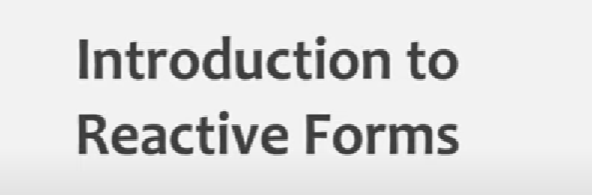 Introduction to
Reactive Forms